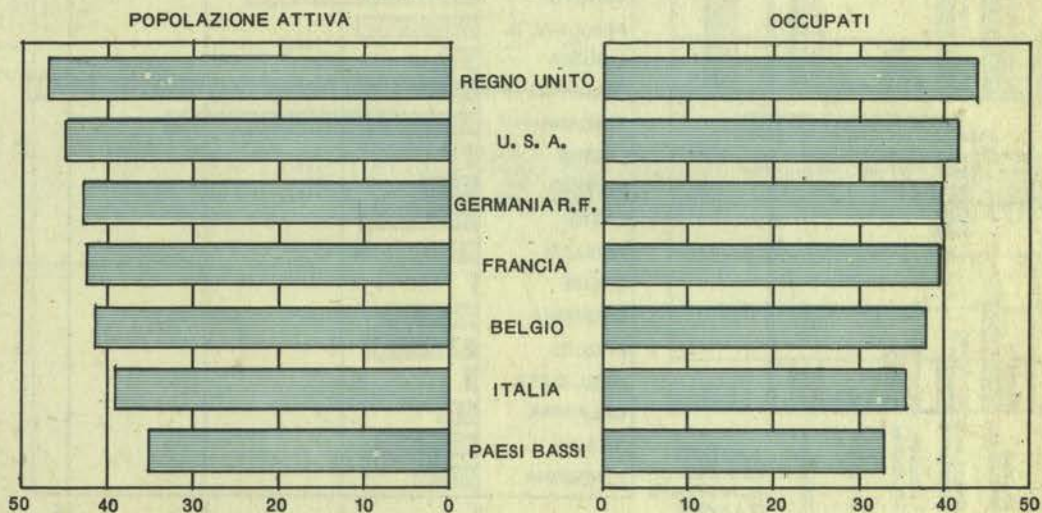 POPOLAZIONE ATTIVA
OCCUPATI
REGNO UNITO
U. S. A.
GERMANIA R.F.
FRANCIA
BELGIO
ITALIA
PAESI BASSI
50 40 30 20 10 0
0 10 20 30 40 50